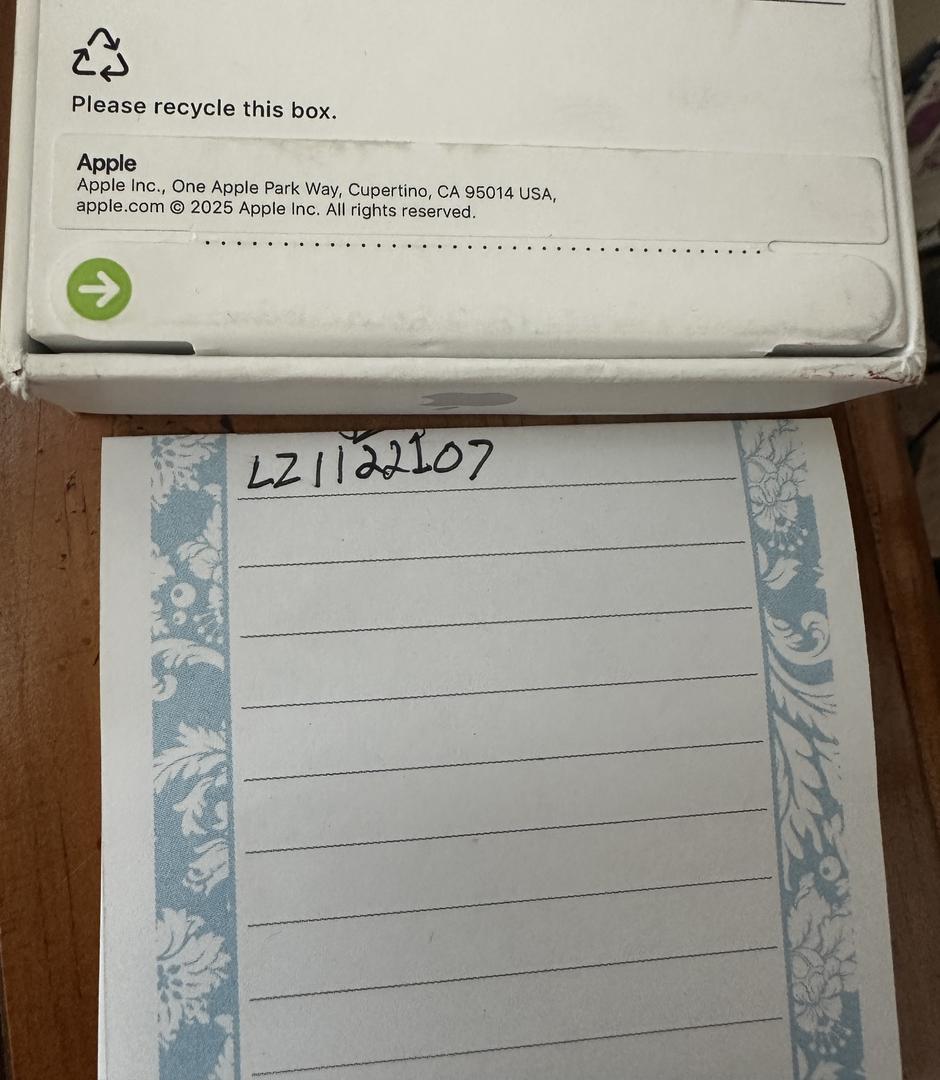 Please recycle this box.
Apple
Apple Inc., One Apple Park Way, Cupertino, CA 95014 USA,
apple.com © 2025 Apple Inc. All rights reserved.
LZ1122107